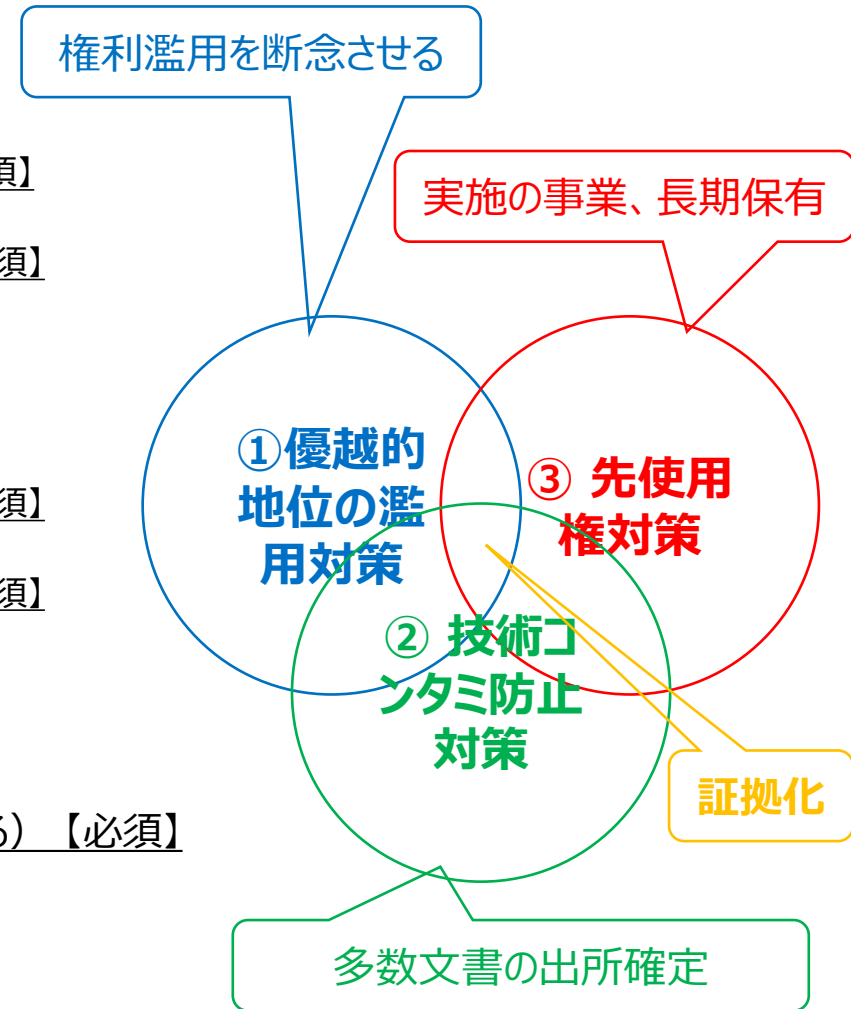 権利濫用を断念させる
須】
実施の事業、長期保有
須】
①優越的
地位の濫
用対策
③ 先使用
権対策
須】
須】
② 技術コ
ンタミ防止
対策
証拠化
る）【必須】
多数文書の出所確定